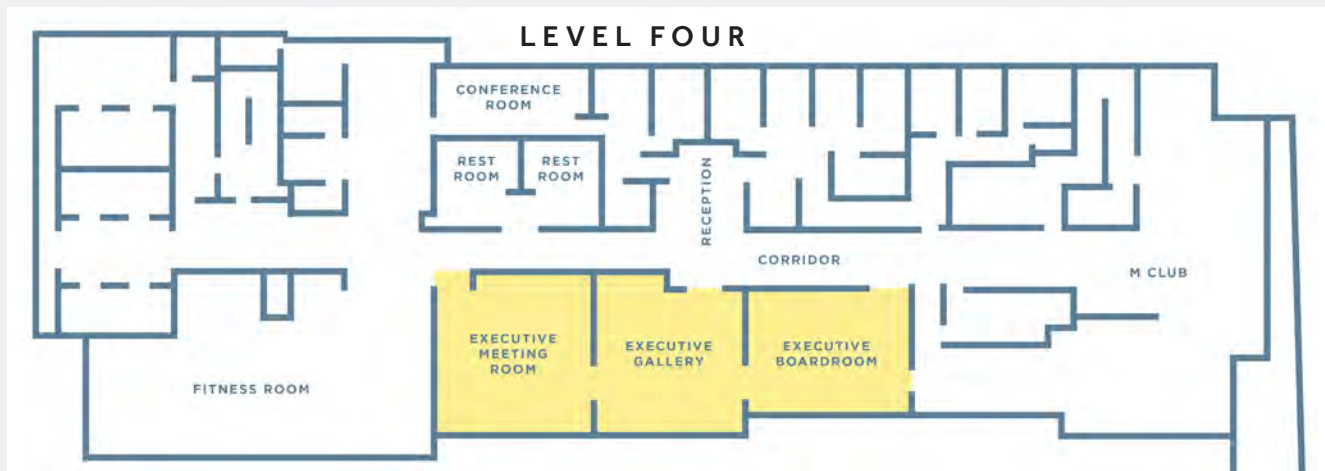 LEVEL FOUR
CONFERENCE
ROOM
REST
ROOM
REST
ROOM
RECEPTION
CORRIDOR
M CLUB
EXECUTIVE
MEETING
ROOM
EXECUTIVE
GALLERY
EXECUTIVE
BOARDROOM
FITNESS ROOM